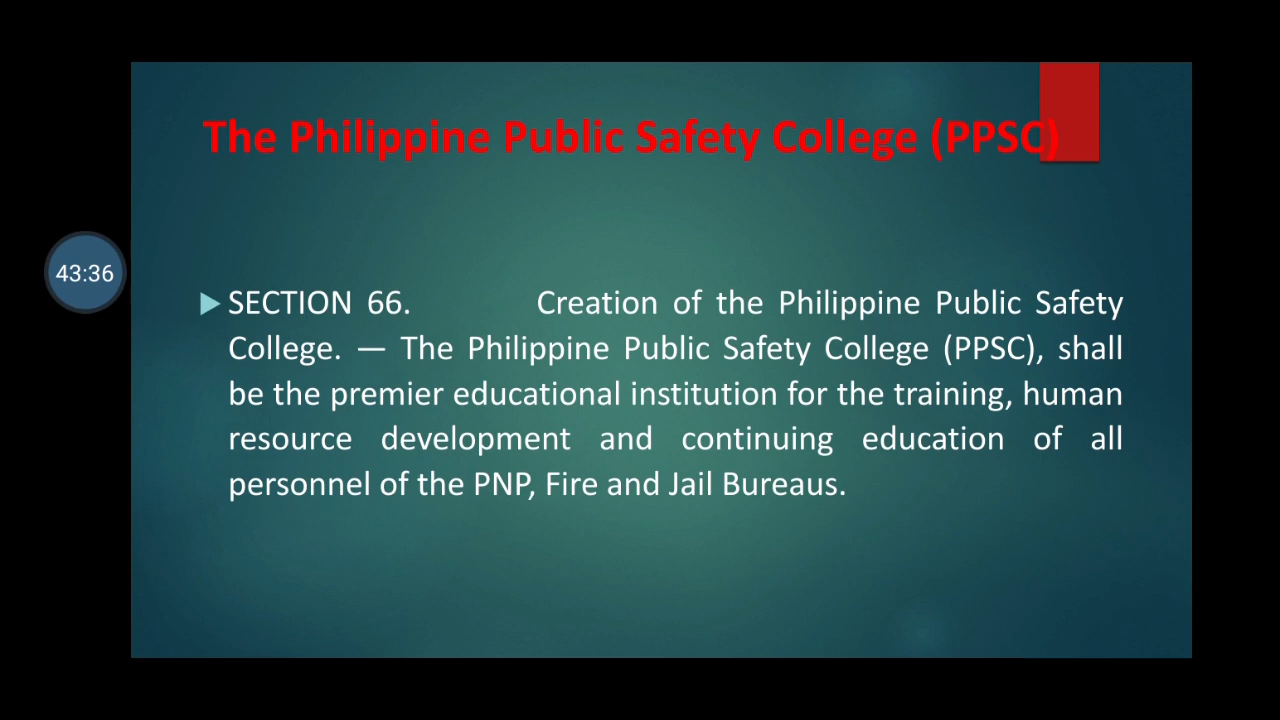 The Philippine Public Safety College (PPSC)
43:36
SECTION 66. Creation of the Philippine Public Safety
College. — The Philippine Public Safety College (PPSC), shall
be the premier educational institution for the training, human
resource development and continuing education of all
personnel of the PNP, Fire and Jail Bureaus.